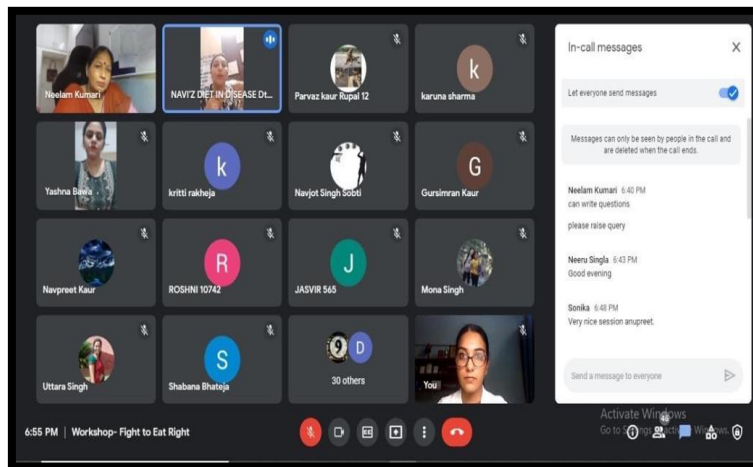 Neelam Kumari
NAVI'Z DIET IN DISEASE Dt...
Parvaz kaur Rupal 12
k
karuna sharma
Yashna Bawa
k
kritti rakheja
Navjot Singh Sobti
G
Gursimran Kaur
Navpreet Kaur
R
ROSHNI 10742
J
JASVIR 565
Mona Singh
Uttara Singh
S
Shabana Bhateja
9 D
30 others
You
In-call messages
Let everyone send messages
Messages can only be seen by people in the call and
are deleted when the call ends.
Neelam Kumari 6:40 PM
can write questions
please raise query
Neeru Singla 6:43 PM
Good evening
Sonika 6:48 PM
Very nice session anupreet.
Send a message to everyone
Activate Windows
Go to
6:55 PM | Workshop- Fight to Eat Right